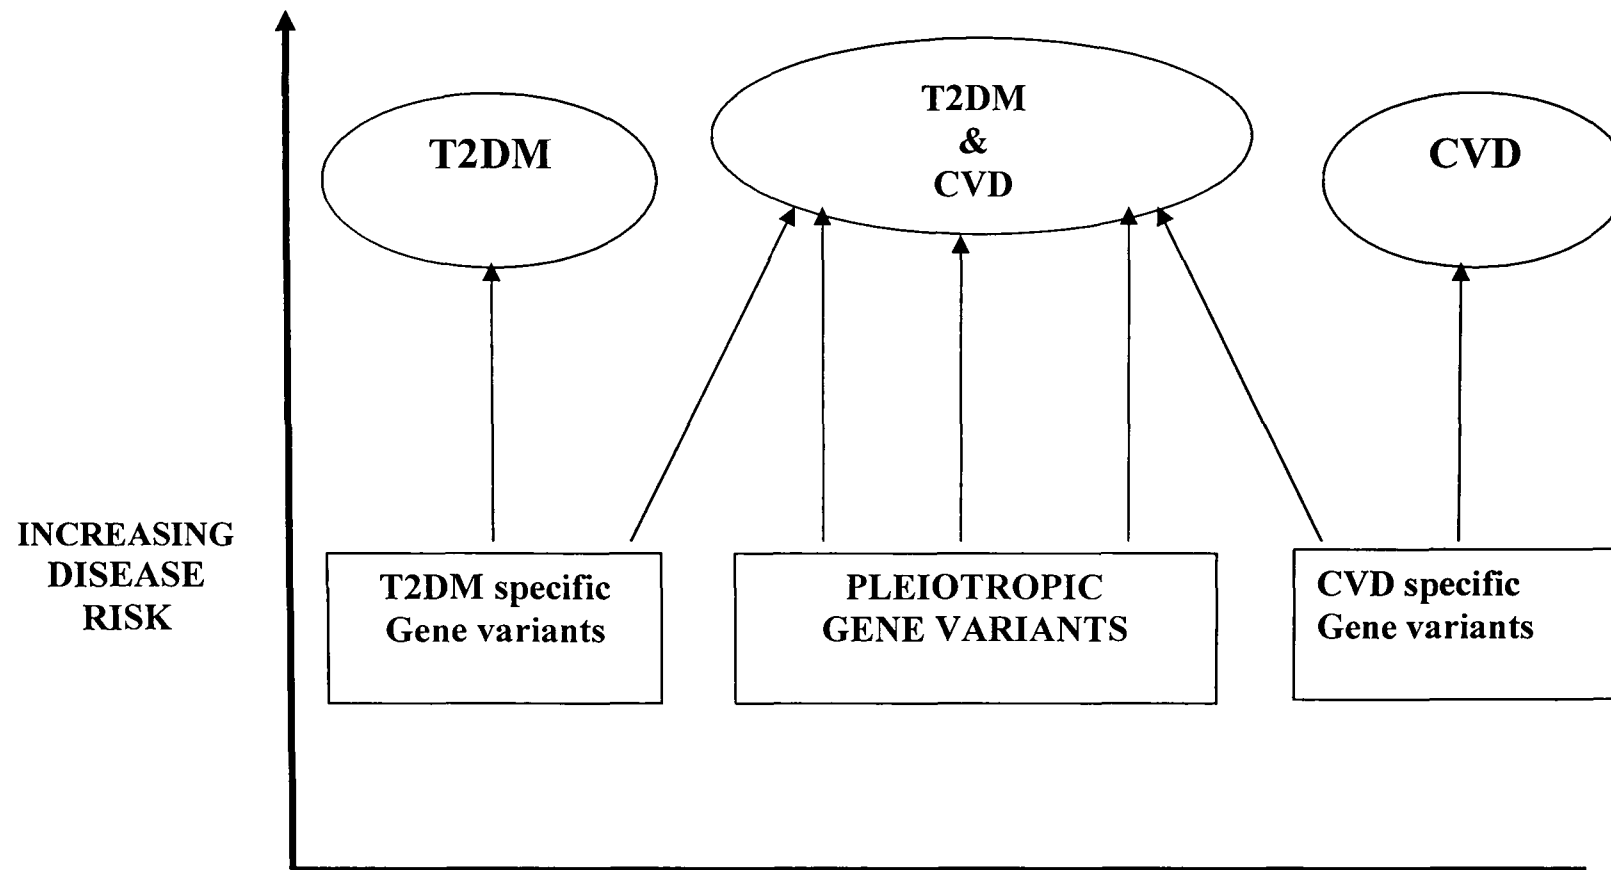 T2DM
T2DM
&
CVD
CVD
INCREASING
DISEASE
RISK
T2DM specific
Gene variants
PLEIOTROPIC
GENE VARIANTS
CVD specific
Gene variants